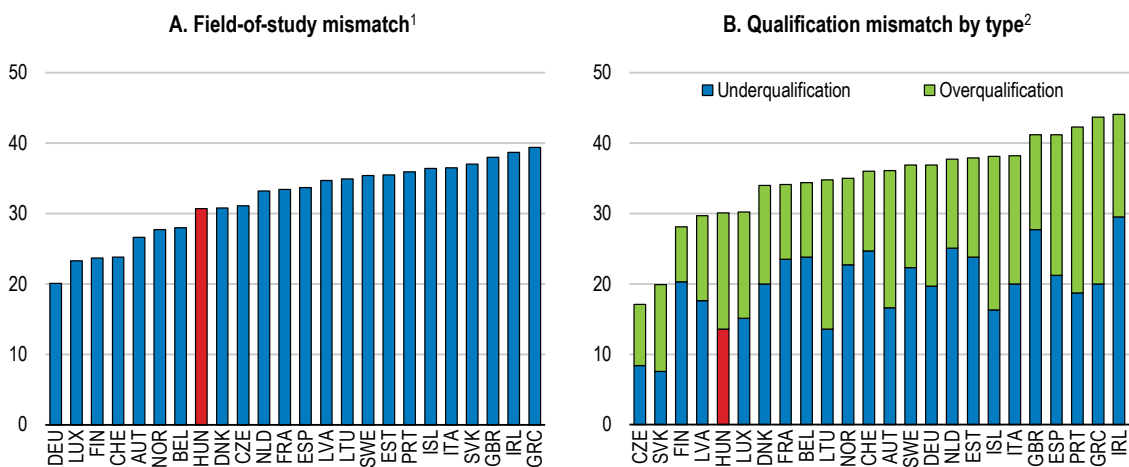 A. Field-of-study mismatch¹
50
40
30
20
10
0
DEU LUX FIN CHE AUT NOR BEL HUN DNK CZE NLD FRA ESP LVA LTU SWE EST PRT ISL ITA SVK GBR IRL GRC
B. Qualification mismatch by type²
Underqualification Overqualification
50
40
30
20
10
0
CZE SVK FIN LVA HUN LUX DNK FRA BEL LTU NOR CHE AUT SWE DEU NLD EST ISL ITA GBR ESP PRT GRC IRL